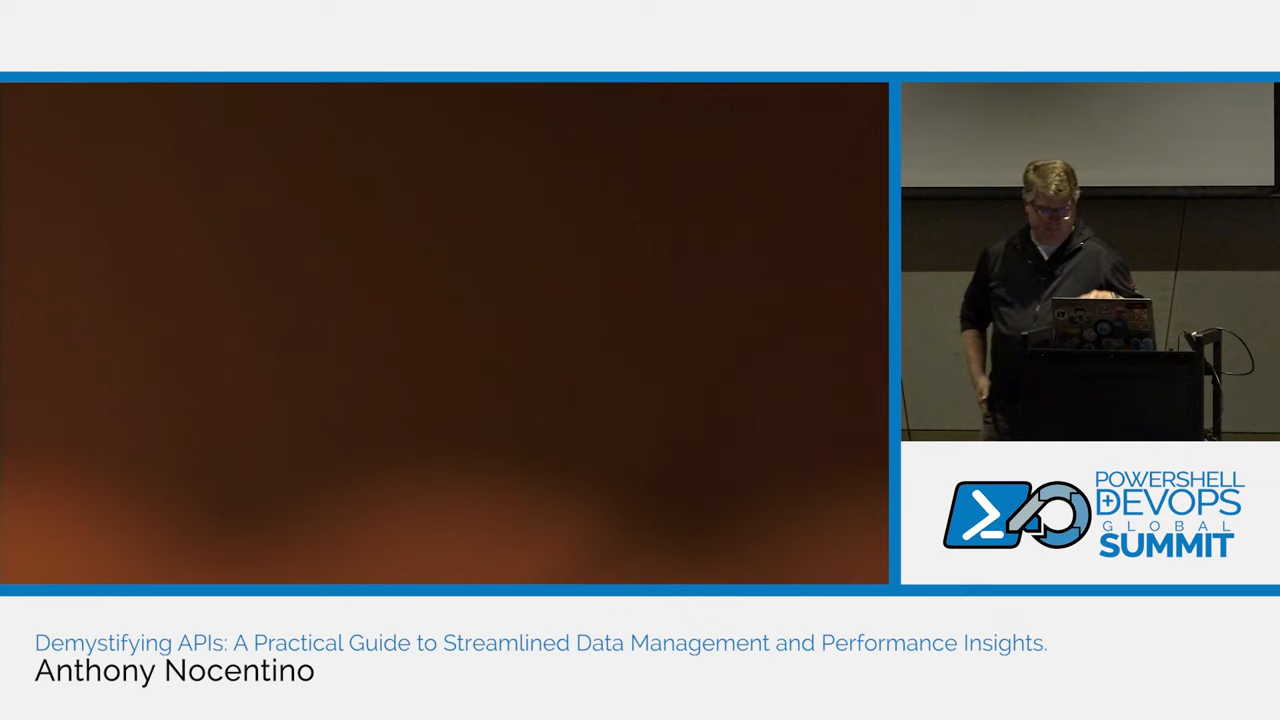 POWERSHELL
+DEVOPS
GLOBAL
SUMMIT
Demystifying APIs: A Practical Guide to Streamlined Data Management and Performance Insights.
Anthony Nocentino